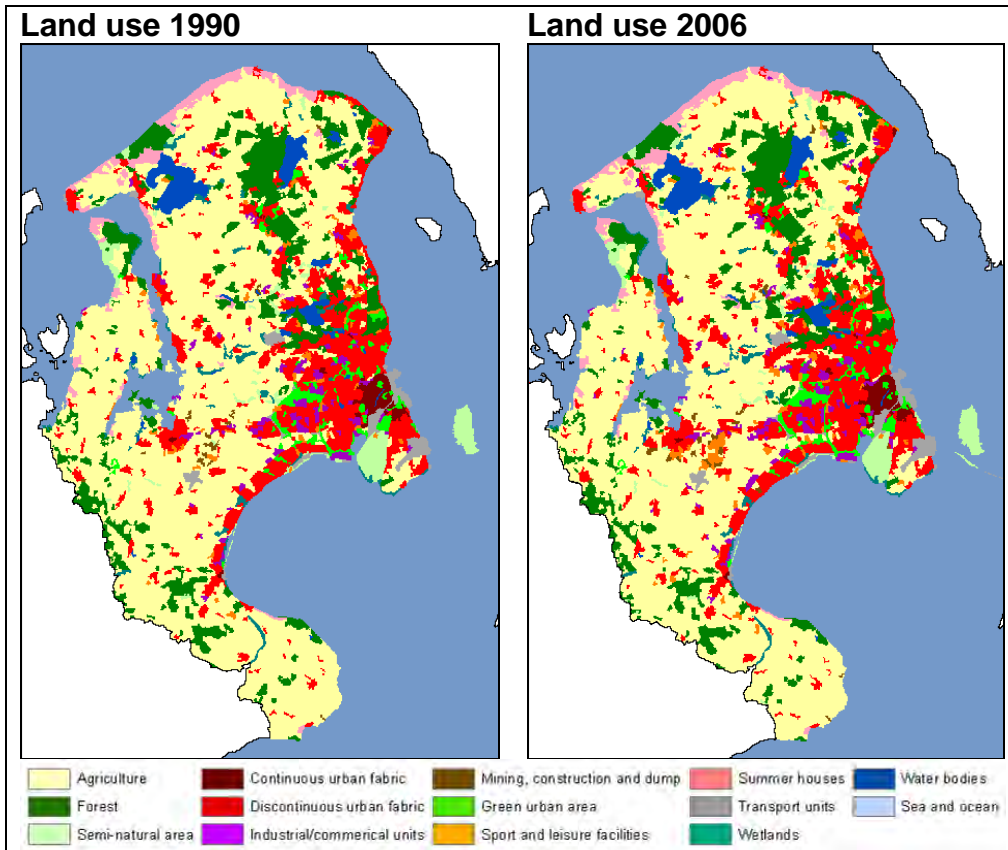 Land use 1990 Land use 2006
Agriculture Continuous urban fabric Mining, construction and dump Summer houses Water bodies
Forest Discontinuous urban fabric Green urban area Transport units Sea and ocean
Semi-natural area Industrial/commerical units Sport and leisure facilities Wetlands